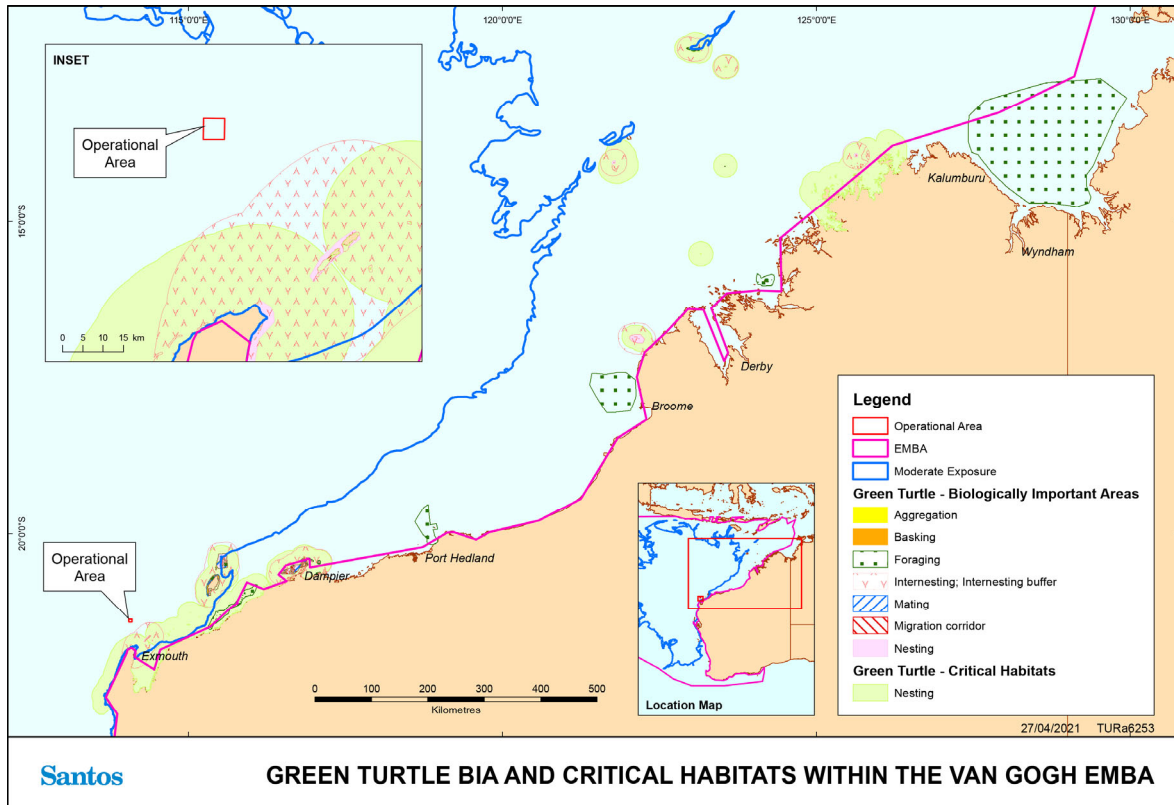 115°0'0"E
120°0'0"E
125°0'0"E
130°0'0"E
INSET
Operational
Area
0 5 10 15 km
15°0'0"S
Kalumburu
Wyndham
Derby
Broome
20°0'0"S
Operational
Area
Port Hedland
Dampier
Exmouth
0 100 200 300 400 500
Kilometres
Location Map
Legend
Operational Area
EMBA
Moderate Exposure
Green Turtle - Biologically Important Areas
Aggregation
Basking
Foraging
Internesting; Internesting buffer
Mating
Migration corridor
Nesting
Green Turtle - Critical Habitats
Nesting
27/04/2021 TURa6253
Santos
GREEN TURTLE BIA AND CRITICAL HABITATS WITHIN THE VAN GOGH EMBA